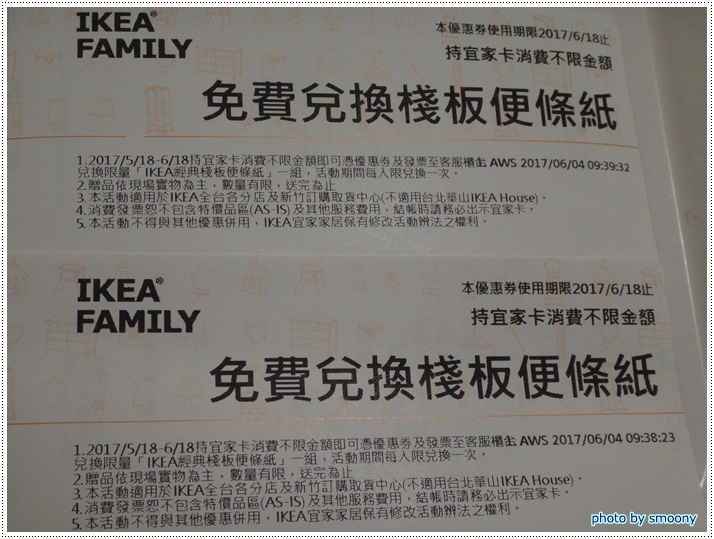 IKEA®
FAMILY
本優惠券使用期限2017/6/18止
持宜家卡消費不限金額
免費兌換棧板便條紙
1.2017/5/18-6/18持宜家卡消費不限金額即可憑優惠券及發票至客服櫃台 AWS 2017/06/04 09:39:32
兌換限量「IKEA經典棧板便條紙」一組，活動期間每人限兌換一次。
2.贈品依現場實物為主，數量有限，送完為止
3.本活動適用於IKEA全台各分店及新竹訂購取貨中心(不適用台北華山IKEA House)。
4.消費發票恕不包含特價品區(AS-IS)及其他服務費用，結帳時請務必出示宜家卡。
5.本活動不得與其他優惠併用，IKEA宜家家居保有修改活動辦法之權利。
IKEA®
FAMILY
本優惠券使用期限2017/6/18止
持宜家卡消費不限金額
免費兌換棧板便條紙
1.2017/5/18-6/18持宜家卡消費不限金額即可憑優惠券及發票至客服櫃台 AWS 2017/06/04 09:38:23
兌換限量「IKEA經典棧板便條紙」一組，活動期間每人限兌換一次。
2.贈品依現場實物為主，數量有限，送完為止
3.本活動適用於IKEA全台各分店及新竹訂購取貨中心(不適用台北華山IKEA House)。
4.消費發票恕不包含特價品區(AS-IS)及其他服務費用，結帳時請務必出示宜家卡。
5.本活動不得與其他優惠併用，IKEA宜家家居保有修改活動辦法之權利。
photo by smoony